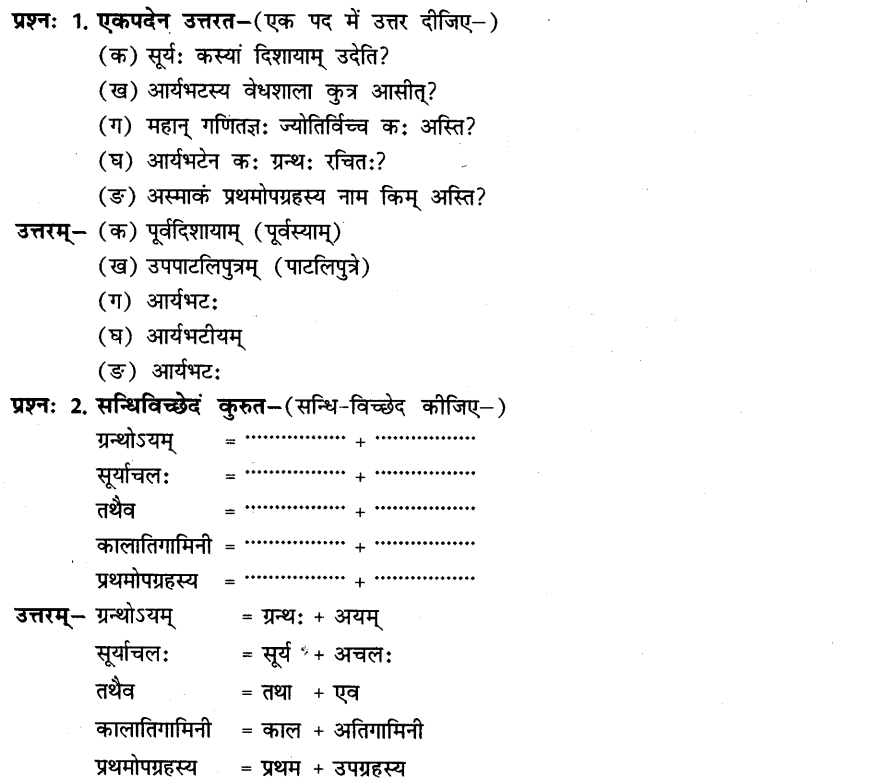 प्रश्नः 1. एकपदेन उत्तरत–(एक पद में उत्तर दीजिए–)
(क) सूर्यः कस्यां दिशायाम् उदेति?
(ख) आर्यभटस्य वेधशाला कुत्र आसीत्?
(ग) महान् गणितज्ञः ज्योतिर्विच्च कः अस्ति?
(घ) आर्यभटेन कः ग्रन्थः रचितः?
(ङ) अस्माकं प्रथमोपग्रहस्य नाम किम् अस्ति?
उत्तरम्– (क) पूर्वदिशायाम् (पूर्वस्याम्)
(ख) उपपाटलिपुत्रम् (पाटलिपुत्रे)
(ग) आर्यभटः
(घ) आर्यभटीयम्
(ङ) आर्यभटः
प्रश्नः 2. सन्धिविच्छेदं कुरुत–(सन्धि-विच्छेद कीजिए–)
ग्रन्थोऽयम् = .................. + ..................
सूर्याचलः = .................. + ..................
तथैव = .................. + ..................
कालातिगामिनी = .................. + ..................
प्रथमोपग्रहस्य = .................. + ..................
उत्तरम्– ग्रन्थोऽयम् = ग्रन्थः + अयम्
सूर्याचलः = सूर्य + अचलः
तथैव = तथा + एव
कालातिगामिनी = काल + अतिगामिनी
प्रथमोपग्रहस्य = प्रथम + उपग्रहस्य